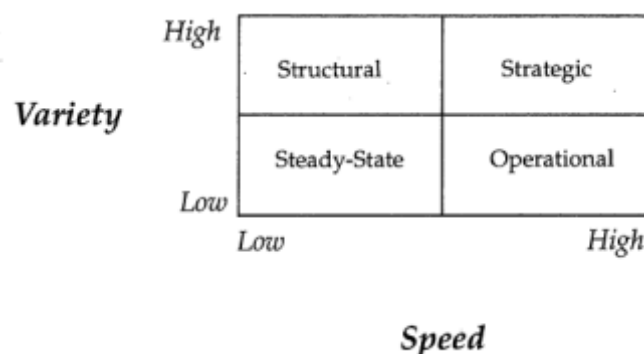 High
Structural Strategic
Variety
Steady-State Operational
Low
Low High
Speed